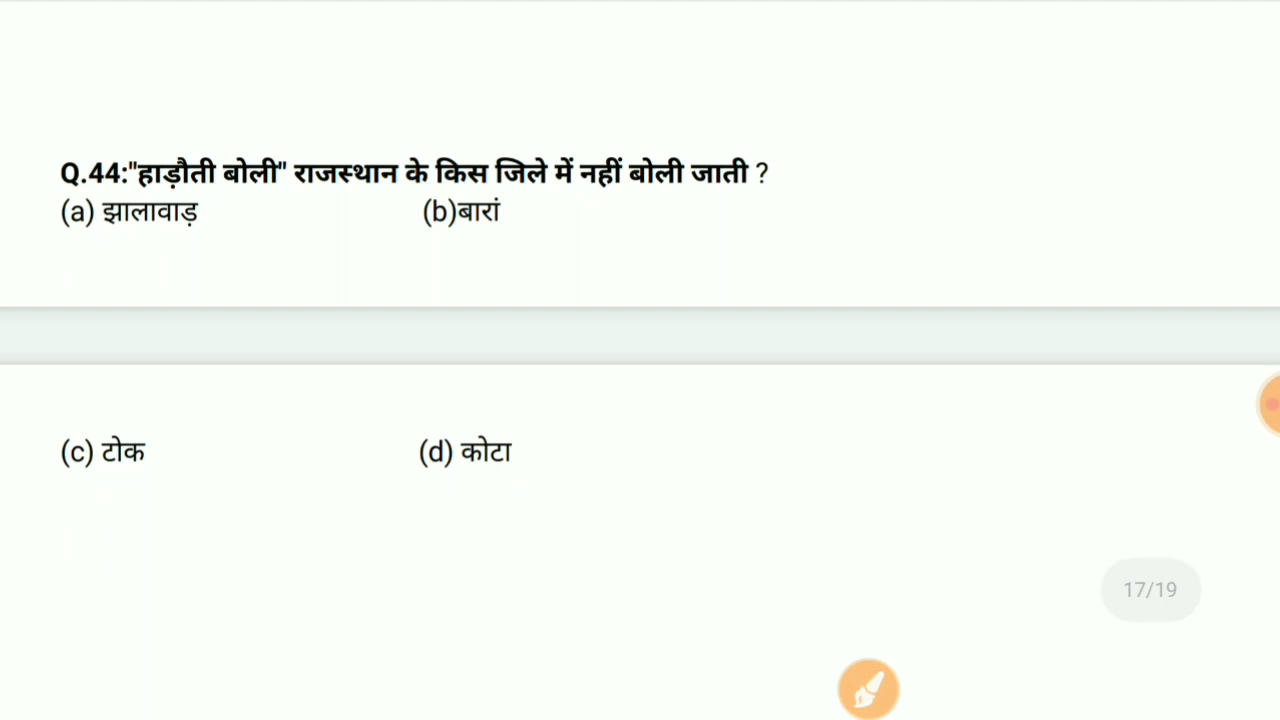 Q.44:"हाड़ौती बोली" राजस्थान के किस जिले में नहीं बोली जाती ?
(a) झालावाड़ (b)बारां
(c) टोक (d) कोटा
17/19